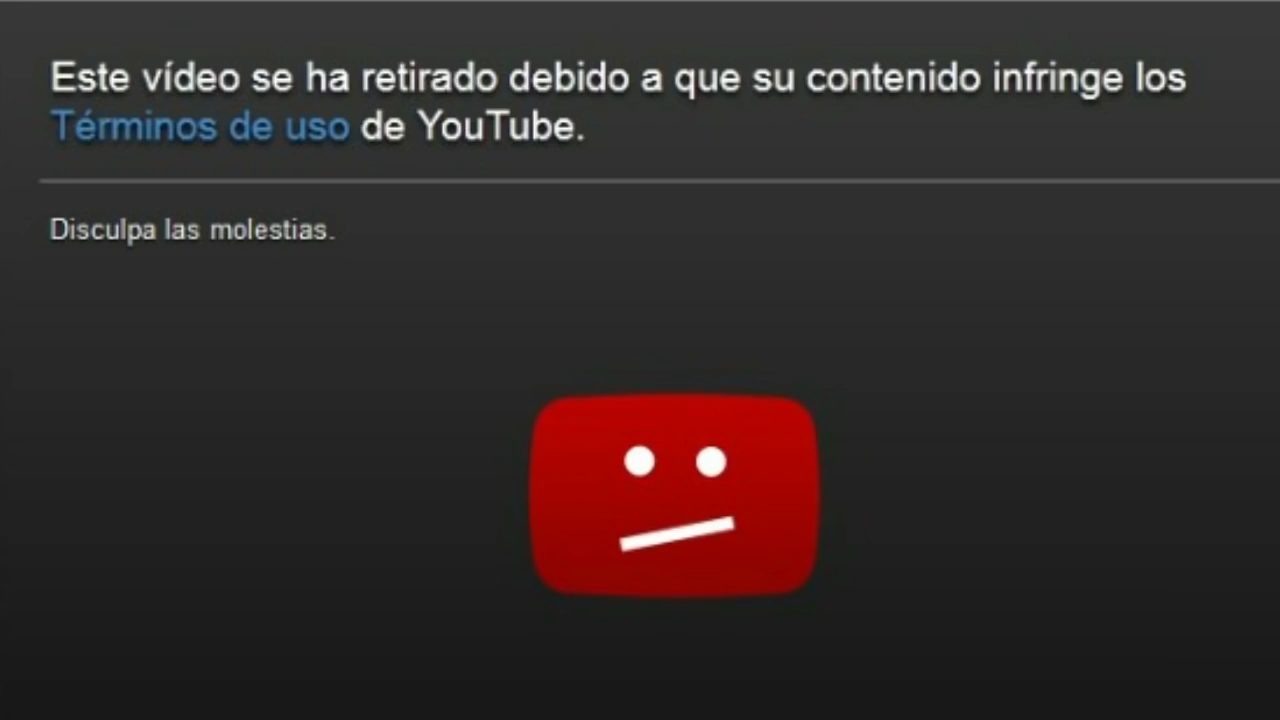 Este vídeo se ha retirado debido a que su contenido infringe los
Términos de uso de YouTube.
Disculpa las molestias.